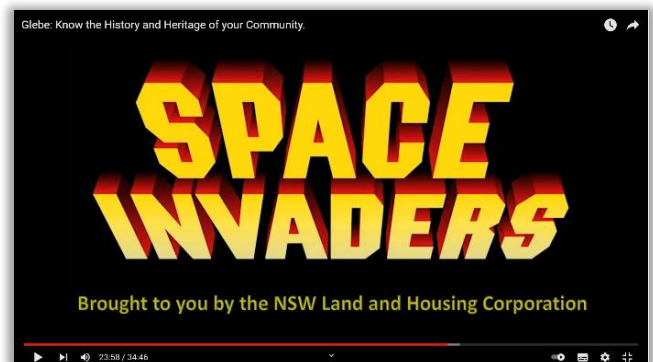 Glebe: Know the History and Heritage of your Community.
SPACE
INVADERS
Brought to you by the NSW Land and Housing Corporation
23:58 / 34:46